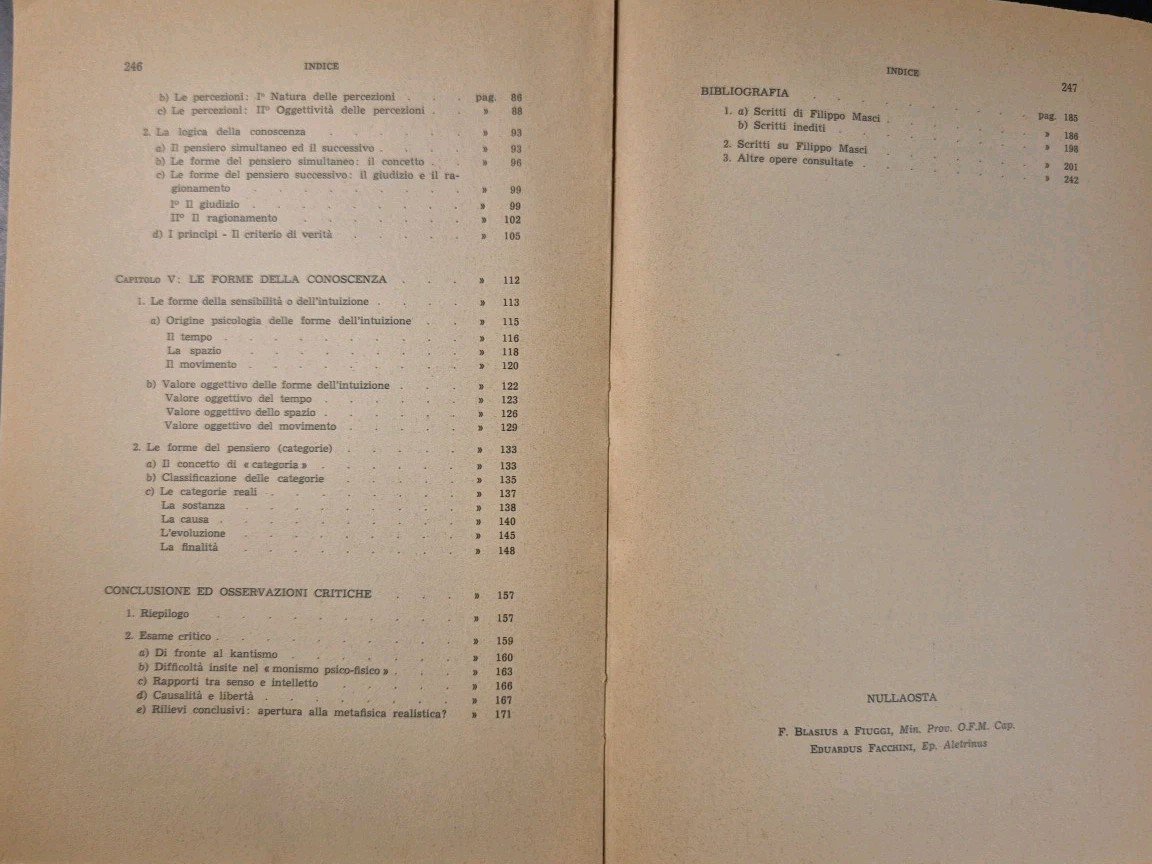 246 INDICE
b) Le percezioni: Iº Natura delle percezioni . . . pag. 86
c) Le percezioni: IIº Oggettività delle percezioni . . » 88
2. La logica della conoscenza . . . . . . . » 93
a) Il pensiero simultaneo ed il successivo . . . . » 93
b) Le forme del pensiero simultaneo: il concetto . . » 96
c) Le forme del pensiero successivo: il giudizio e il ra-
gionamento . . . . . . . . . » 99
Iº Il giudizio . . . . . . . . » 99
IIº Il ragionamento . . . . . . . » 102
d) I principi - Il criterio di verità . . . . . » 105
CAPITOLO V: LE FORME DELLA CONOSCENZA . . . » 112
1. Le forme della sensibilità o dell'intuizione . . . . » 113
a) Origine psicologia delle forme dell'intuizione . . » 115
Il tempo . . . . . . . . . . » 116
La spazio . . . . . . . . . » 118
Il movimento . . . . . . . . . » 120
b) Valore oggettivo delle forme dell'intuizione . . . » 122
Valore oggettivo del tempo . . . . . . » 123
Valore oggettivo dello spazio . . . . . . » 126
Valore oggettivo del movimento . . . . . » 129
2. Le forme del pensiero (categorie) . . . . . » 133
a) Il concetto di « categoria » . . . . . . » 133
b) Classificazione delle categorie . . . . . » 135
c) Le categorie reali . . . . . . . . » 137
La sostanza . . . . . . . . . » 138
La causa . . . . . . . . . . » 140
L'evoluzione . . . . . . . . . » 145
La finalità . . . . . . . . . » 148
CONCLUSIONE ED OSSERVAZIONI CRITICHE . . . » 157
1. Riepilogo . . . . . . . . . . » 157
2. Esame critico . . . . . . . . . . » 159
a) Di fronte al kantismo . . . . . . . » 160
b) Difficoltà insite nel « monismo psico-fisico » . . . » 163
c) Rapporti tra senso e intelletto . . . . . » 166
d) Causalità e libertà . . . . . . . . » 167
e) Rilievi conclusivi: apertura alla metafisica realistica? » 171
INDICE 247
BIBLIOGRAFIA . . . . . . . . . pag. 185
1. a) Scritti di Filippo Masci . . . . . . » 186
b) Scritti inediti . . . . . . . . » 198
2. Scritti su Filippo Masci . . . . . . » 201
3. Altre opere consultate . . . . . . . » 242
NULLAOSTA
F. BLASIUS A FIUGGI, Min. Prov. O.F.M. Cap.
EDUARDUS FACCHINI, Ep. Aletrinus